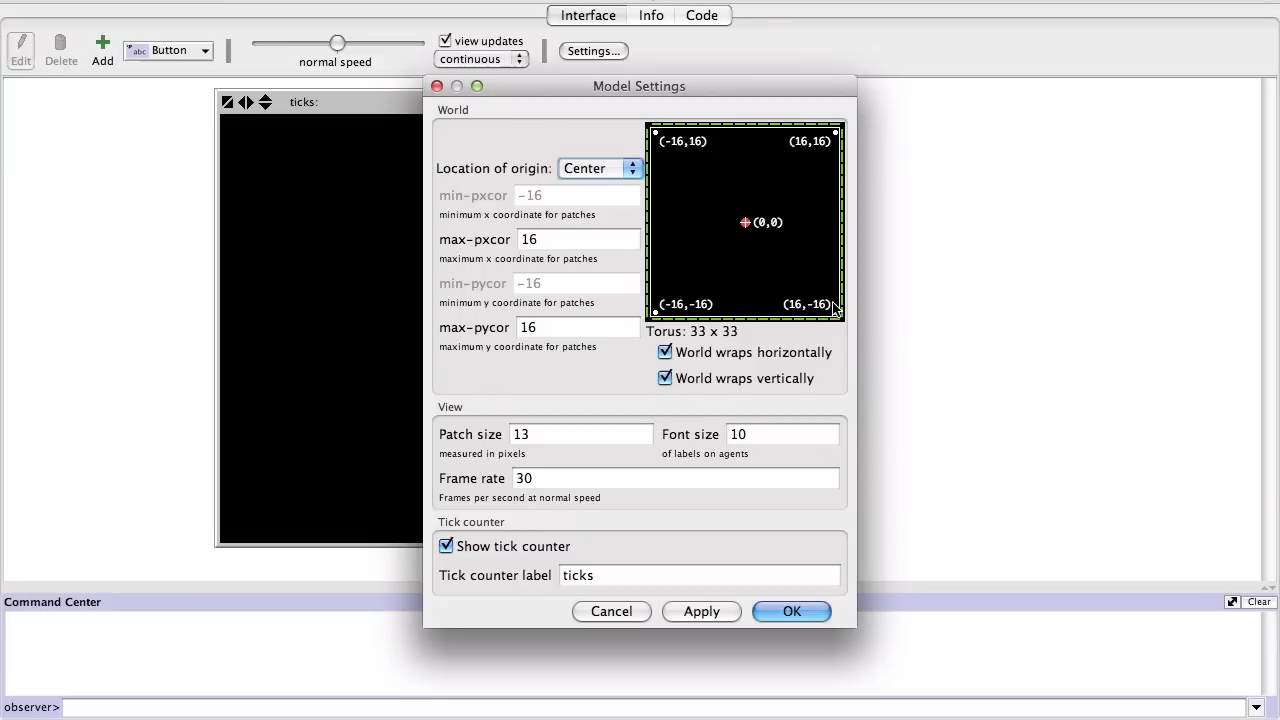 Interface Info Code
Edit Delete Add abc Button normal speed view updates continuous Settings...
Model Settings
ticks:
World
(-16,16) (16,16)
Location of origin: Center
min-pxcor -16
minimum x coordinate for patches
(0,0)
max-pxcor 16
maximum x coordinate for patches
min-pycor -16
minimum y coordinate for patches
(-16,-16) (16,-16)
max-pycor 16
maximum y coordinate for patches
Torus: 33 x 33
World wraps horizontally
World wraps vertically
View
Patch size 13 Font size 10
measured in pixels of labels on agents
Frame rate 30
Frames per second at normal speed
Tick counter
Show tick counter
Tick counter label ticks
Cancel Apply OK
Command Center Clear
observer>